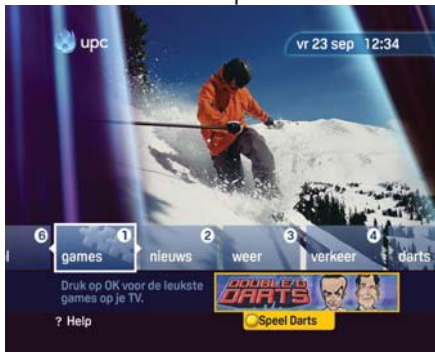 upc
vr 23 sep 12:34
6 1 2 3 4
games nieuws weer verkeer darts
Druk op OK voor de leukste
games op je TV.
DOUBLE/O
DARTS
? Help
Speel Darts